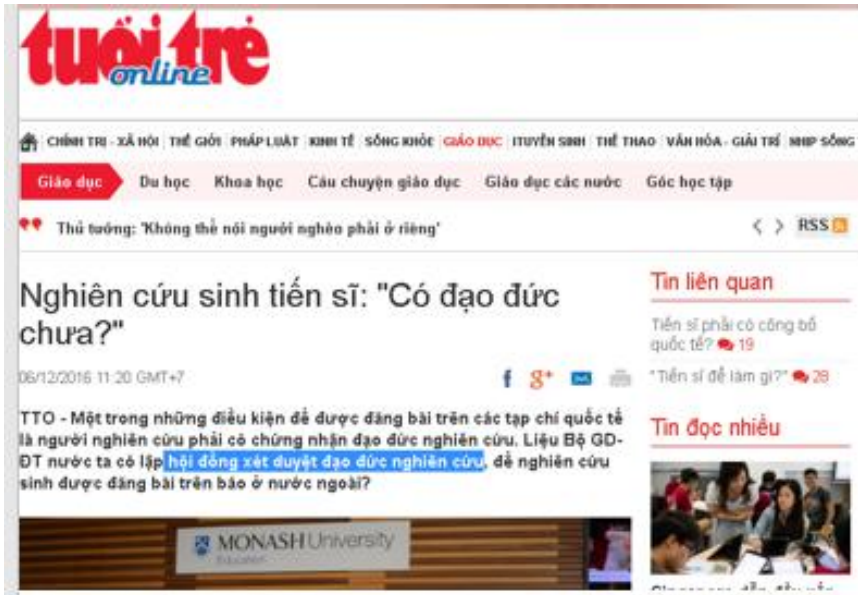 tuổi trẻ
online
CHÍNH TRỊ - XÃ HỘI THẾ GIỚI PHÁP LUẬT KINH TẾ SỐNG KHỎE GIÁO DỤC TUYỂN SINH THỂ THAO VĂN HÓA - GIẢI TRÍ NHỊP SỐNG
Giáo dục Du học Khoa học Câu chuyện giáo dục Giáo dục các nước Góc học tập
Thủ tướng: 'Không thể nói người nghèo phải ở riêng' RSS
Nghiên cứu sinh tiến sĩ: "Có đạo đức
chưa?"
06/12/2016 11:20 GMT+7
TTO - Một trong những điều kiện để được đăng bài trên các tạp chí quốc tế
là người nghiên cứu phải có chứng nhận đạo đức nghiên cứu. Liệu Bộ GD-
ĐT nước ta có lập hội đồng xét duyệt đạo đức nghiên cứu, để nghiên cứu
sinh được đăng bài trên báo ở nước ngoài?
MONASH University
Education
Tin liên quan
Tiến sĩ phải có công bố
quốc tế? 19
"Tiến sĩ để làm gì?" 28
Tin đọc nhiều